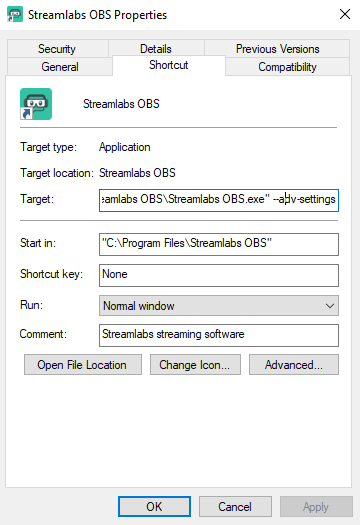 Streamlabs OBS Properties
Security Details Previous Versions
General Shortcut Compatibility
Streamlabs OBS
Target type: Application
Target location: Streamlabs OBS
Target: eamlabs OBS\Streamlabs OBS.exe" --adv-settings
Start in: "C:\Program Files\Streamlabs OBS"
Shortcut key: None
Run: Normal window
Comment: Streamlabs streaming software
Open File Location Change Icon... Advanced...
OK Cancel Apply